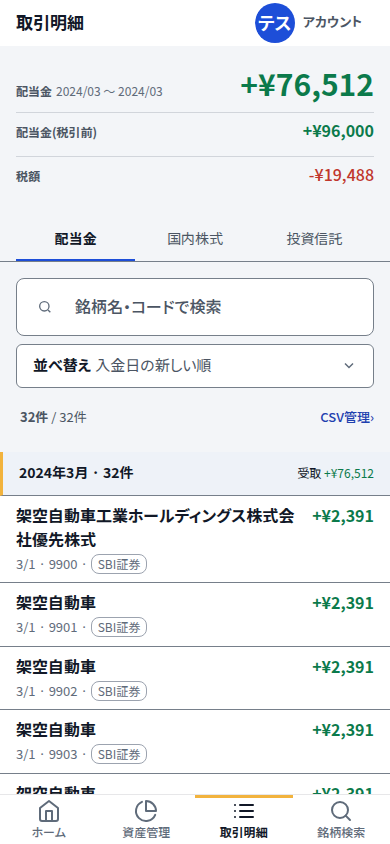 取引明細
テス アカウント
配当金 2024/03 〜 2024/03 +¥76,512
配当金(税引前) +¥96,000
税額 -¥19,488
配当金 国内株式 投資信託
銘柄名・コードで検索
並べ替え 入金日の新しい順
32件 / 32件 CSV管理›
2024年3月・32件 受取 +¥76,512
架空自動車工業ホールディングス株式会 +¥2,391
社優先株式
3/1・9900・SBI証券
架空自動車 +¥2,391
3/1・9901・SBI証券
架空自動車 +¥2,391
3/1・9902・SBI証券
架空自動車 +¥2,391
3/1・9903・SBI証券
架空自動車 +¥2,391
ホーム 資産管理 取引明細 銘柄検索